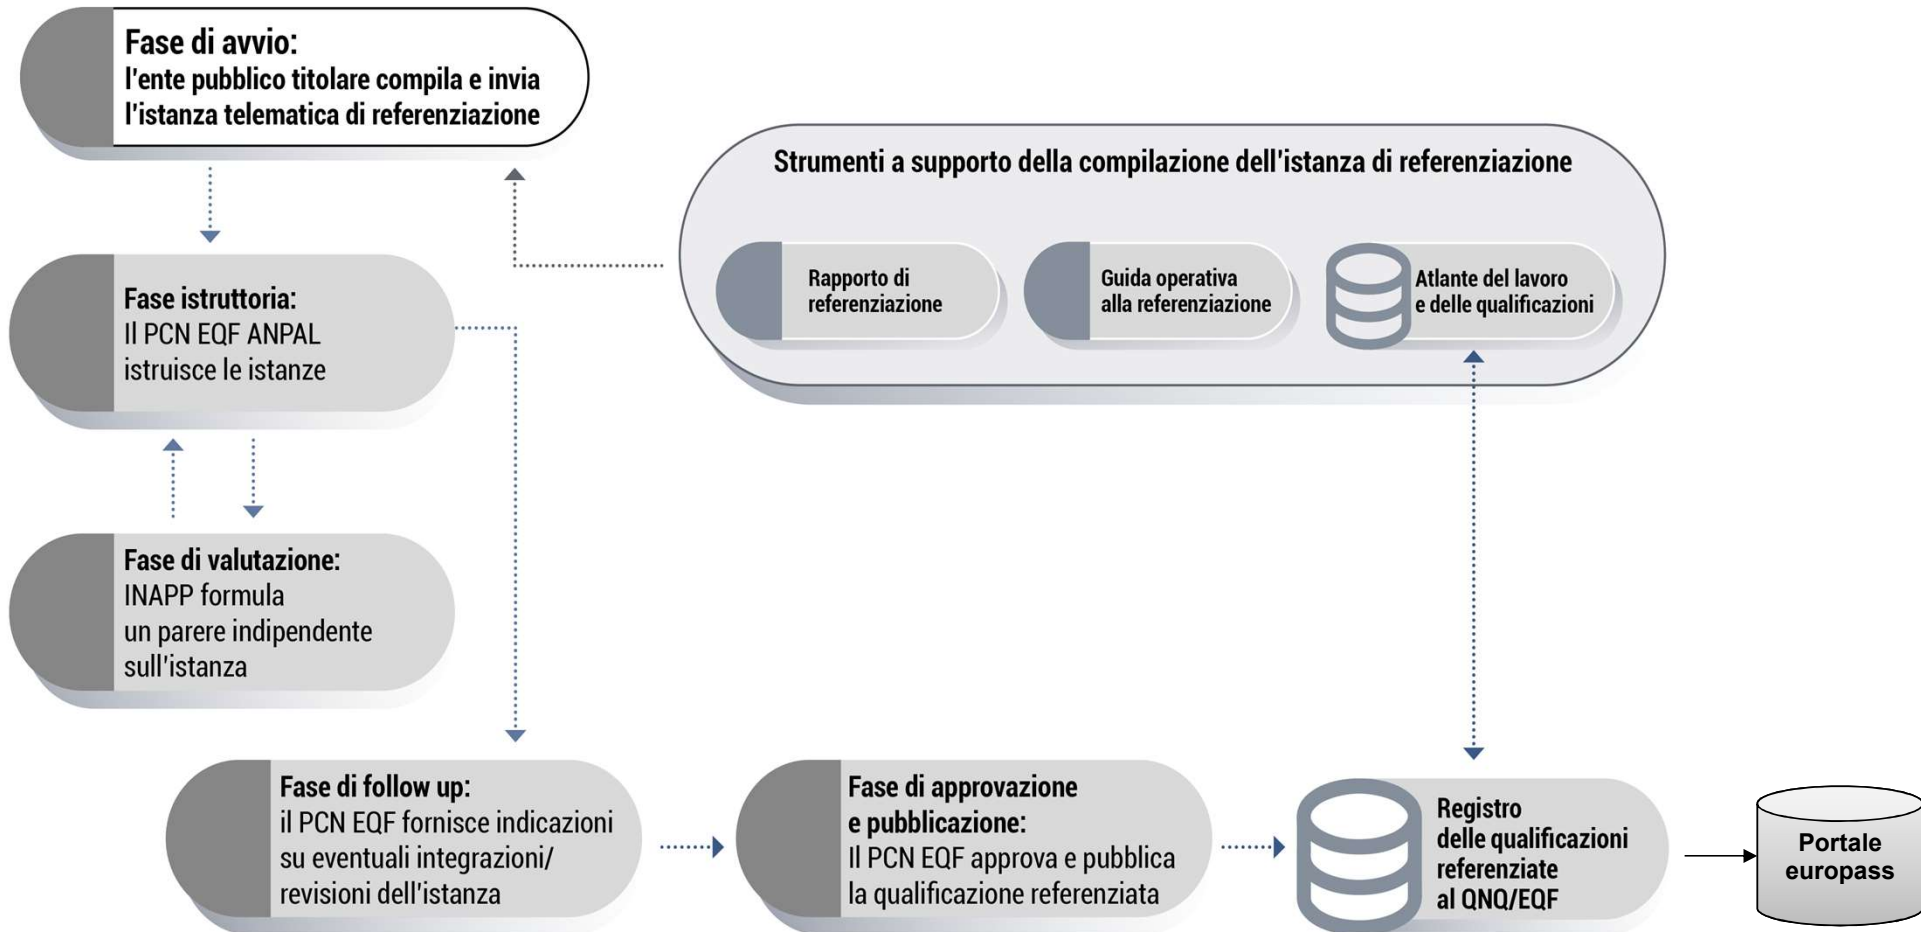 Fase di avvio:
l'ente pubblico titolare compila e invia
l'istanza telematica di referenziazione
Strumenti a supporto della compilazione dell'istanza di referenziazione
Rapporto di
referenziazione
Guida operativa
alla referenziazione
Atlante del lavoro
e delle qualificazioni
Fase istruttoria:
Il PCN EQF ANPAL
istruisce le istanze
Fase di valutazione:
INAPP formula
un parere indipendente
sull'istanza
Fase di follow up:
il PCN EQF fornisce indicazioni
su eventuali integrazioni/
revisioni dell'istanza
Fase di approvazione
e pubblicazione:
Il PCN EQF approva e pubblica
la qualificazione referenziata
Registro
delle qualificazioni
referenziate
al QNQ/EQF
Portale
europass